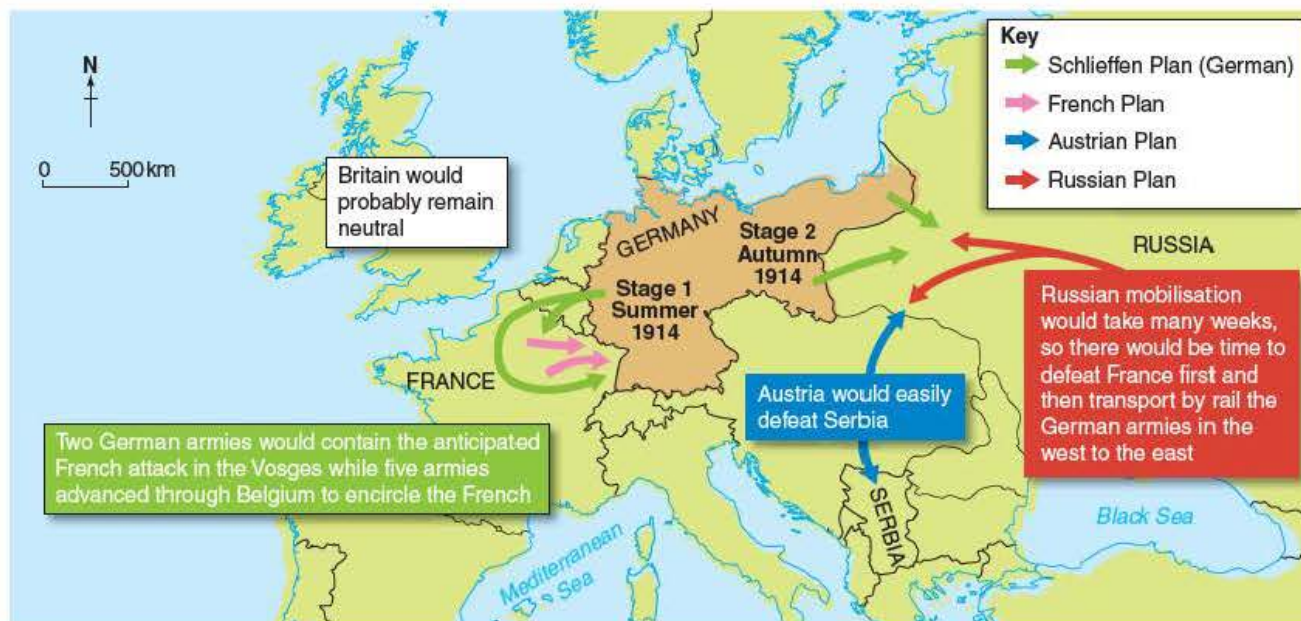 Key
Schlieffen Plan (German)
French Plan
Austrian Plan
Russian Plan
N
0 500 km
Britain would
probably remain
neutral
GERMANY
Stage 2
Autumn
1914
Stage 1
Summer
1914
RUSSIA
Russian mobilisation
would take many weeks,
so there would be time to
defeat France first and
then transport by rail the
German armies in the
west to the east
FRANCE
Austria would easily
defeat Serbia
Two German armies would contain the anticipated
French attack in the Vosges while five armies
advanced through Belgium to encircle the French
SERBIA
Black Sea
Mediterranean
Sea